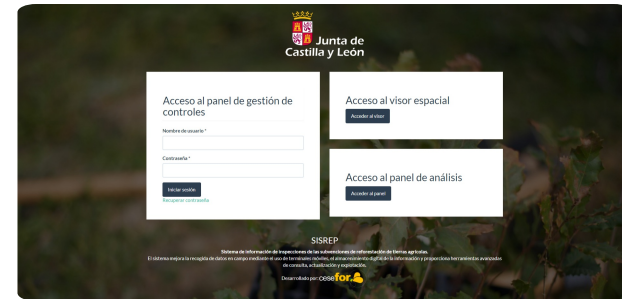 Junta de
Castilla y León
Acceso al panel de gestión de
controles
Nombre de usuario *
Contraseña *
Iniciar sesión
Recuperar contraseña
Acceso al visor espacial
Acceder al visor
Acceso al panel de análisis
Acceder al panel
SISREP
Sistema de información de inspecciones de las subvenciones de reforestación de tierras agrícolas.
El sistema mejora la recogida de datos en campo mediante el uso de terminales móviles, el almacenamiento digital de la información y proporciona herramientas avanzadas
de consulta, actualización y explotación.
Desarrollado por: cesefor